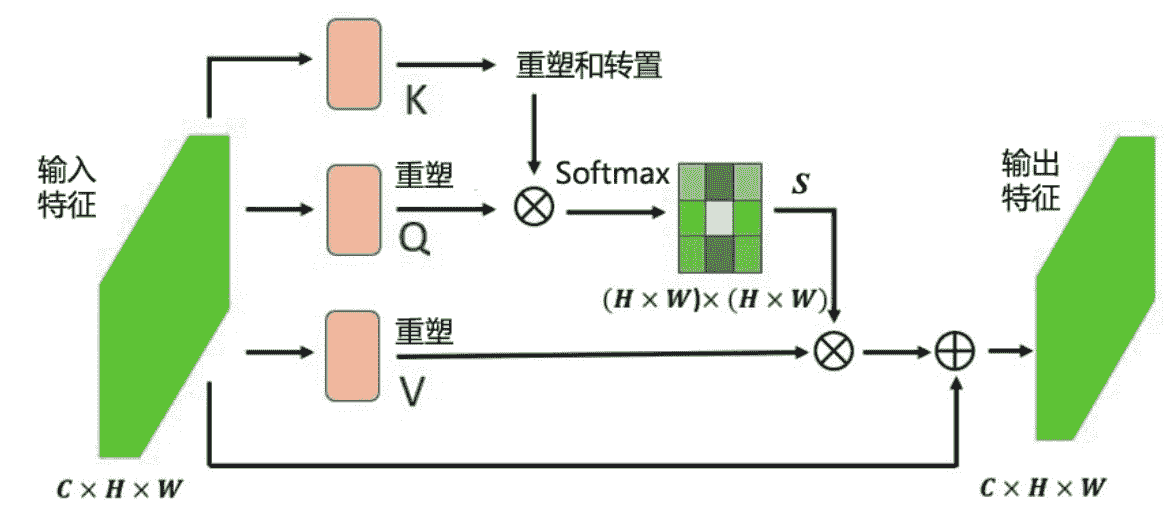 重塑和转置
K
输入
特征
重塑
Q
Softmax
S
(H × W)× (H × W)
重塑
V
输出
特征
C × H × W
C × H × W